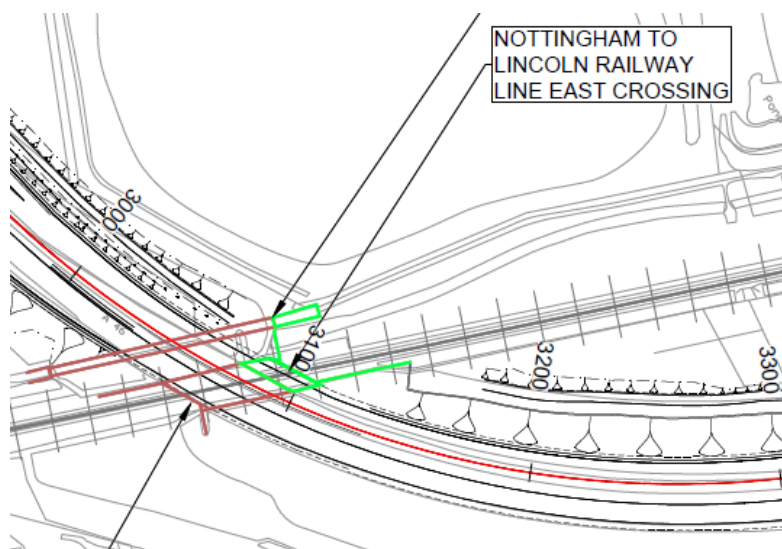 NOTTINGHAM TO
LINCOLN RAILWAY
LINE EAST CROSSING
3000
A 46
3100
3200
3300